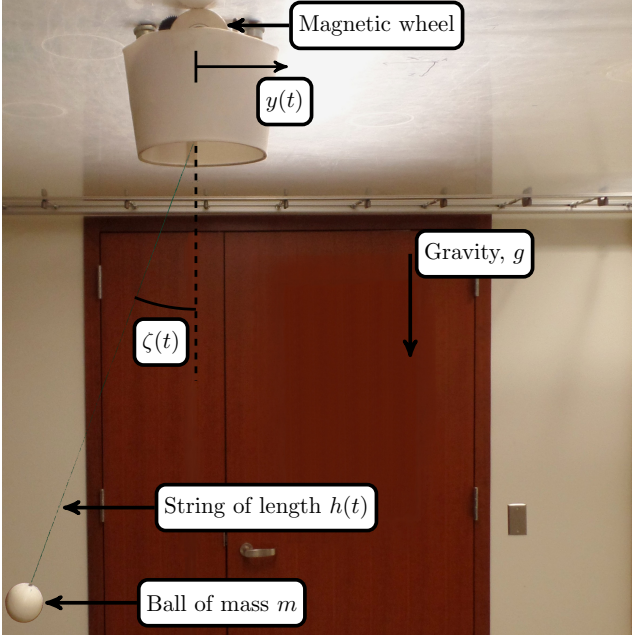 Magnetic wheel
y(t)
Gravity, g
ζ(t)
String of length h(t)
Ball of mass m